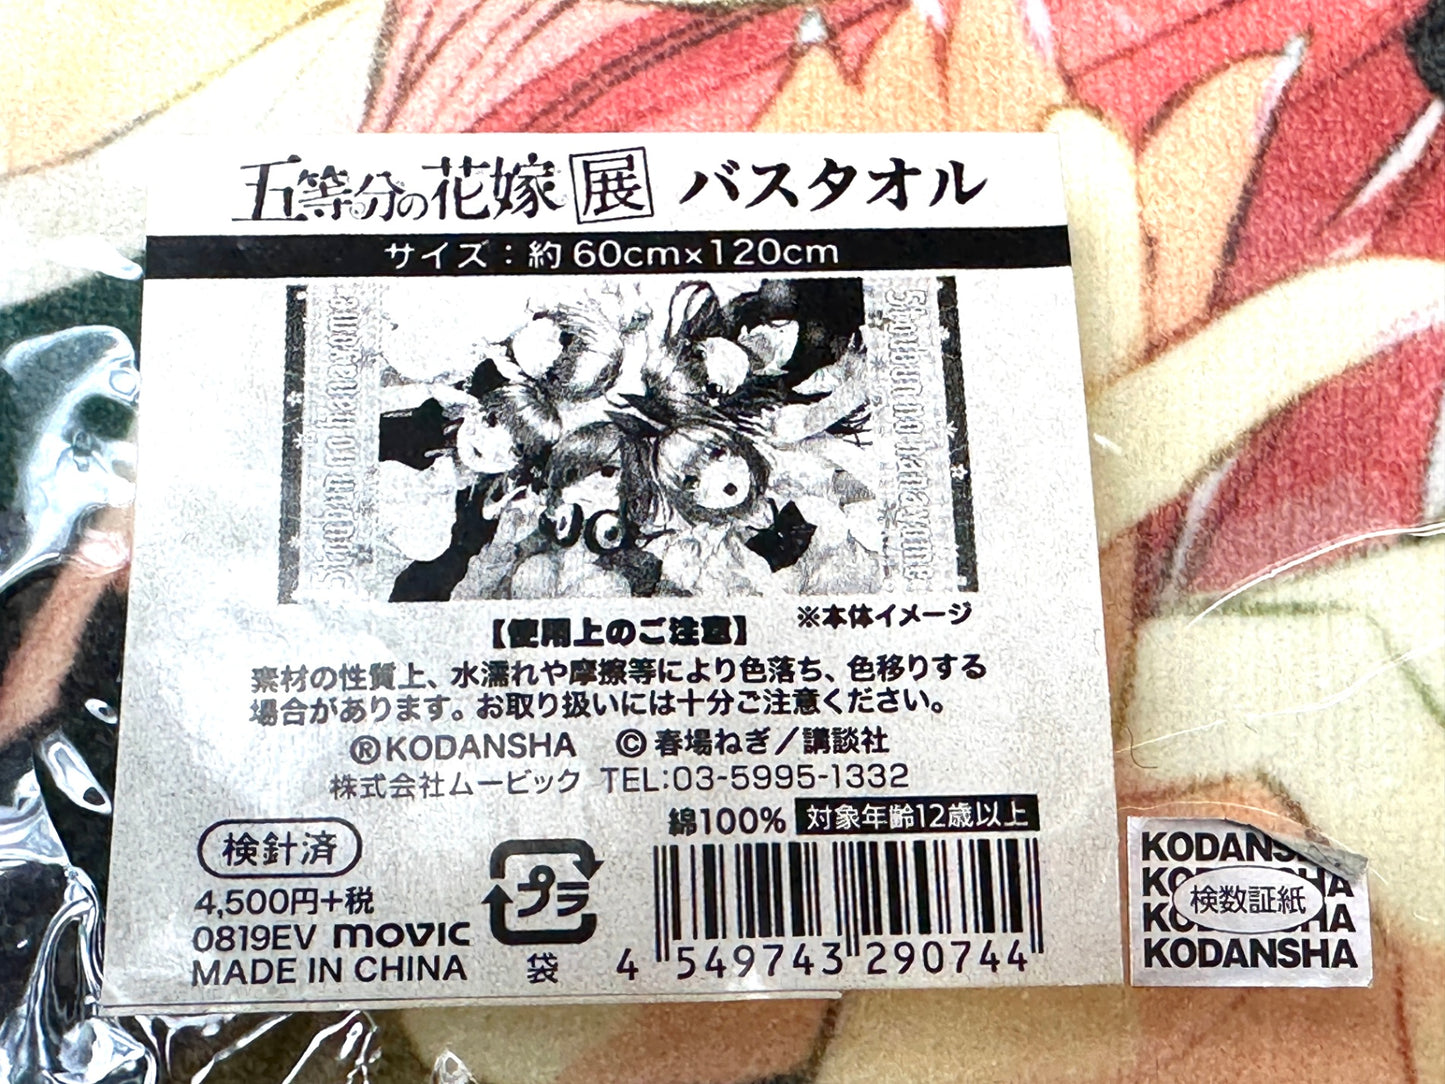 五等分の花嫁 展 バスタオル
サイズ：約60cm×120cm
5toubun no hanayome
5toubun no hanayome
※本体イメージ
【使用上のご注意】
素材の性質上、水濡れや摩擦等により色落ち、色移りする
場合があります。お取り扱いには十分ご注意ください。
®KODANSHA ©春場ねぎ／講談社
株式会社ムービック TEL:03-5995-1332
綿100% 対象年齢12歳以上
検針済
4,500円+税
0819EV movic
MADE IN CHINA
プラ
袋
4 549743 290744
KODANSHA
検数証紙
KODANSHA